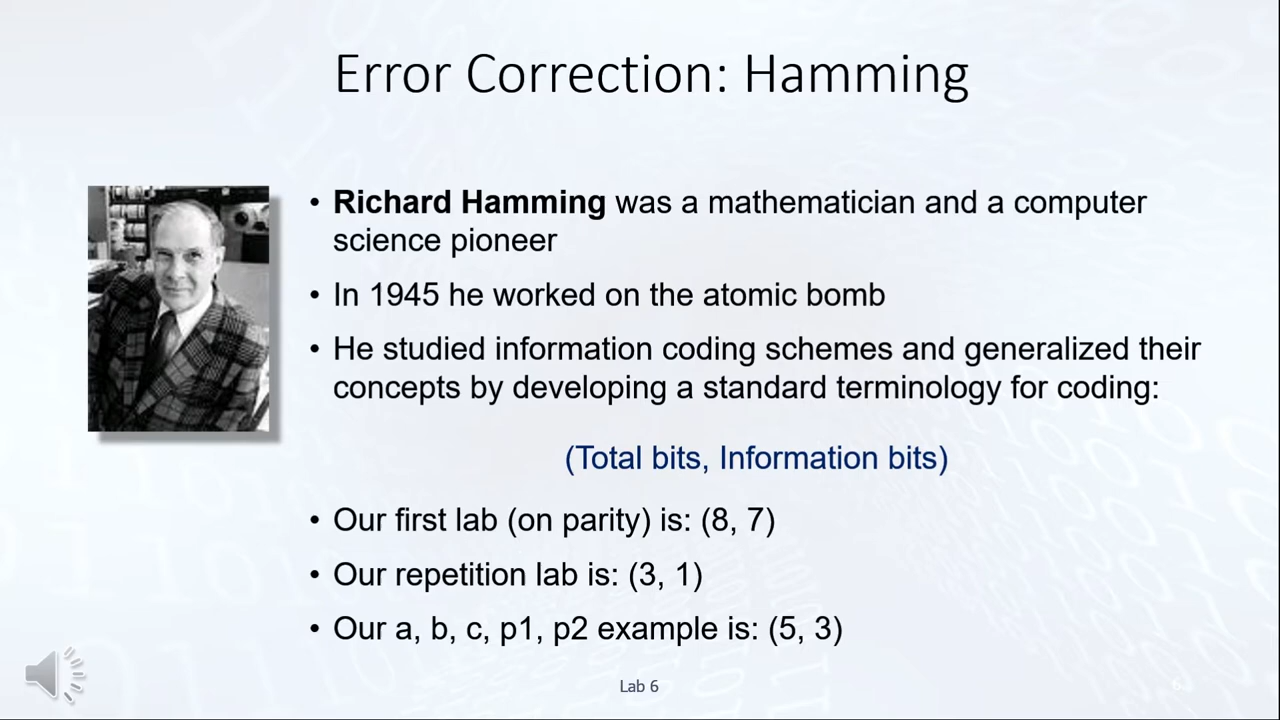 Error Correction: Hamming
• Richard Hamming was a mathematician and a computer
science pioneer
• In 1945 he worked on the atomic bomb
• He studied information coding schemes and generalized their
concepts by developing a standard terminology for coding:
(Total bits, Information bits)
• Our first lab (on parity) is: (8, 7)
• Our repetition lab is: (3, 1)
• Our a, b, c, p1, p2 example is: (5, 3)
Lab 6
6